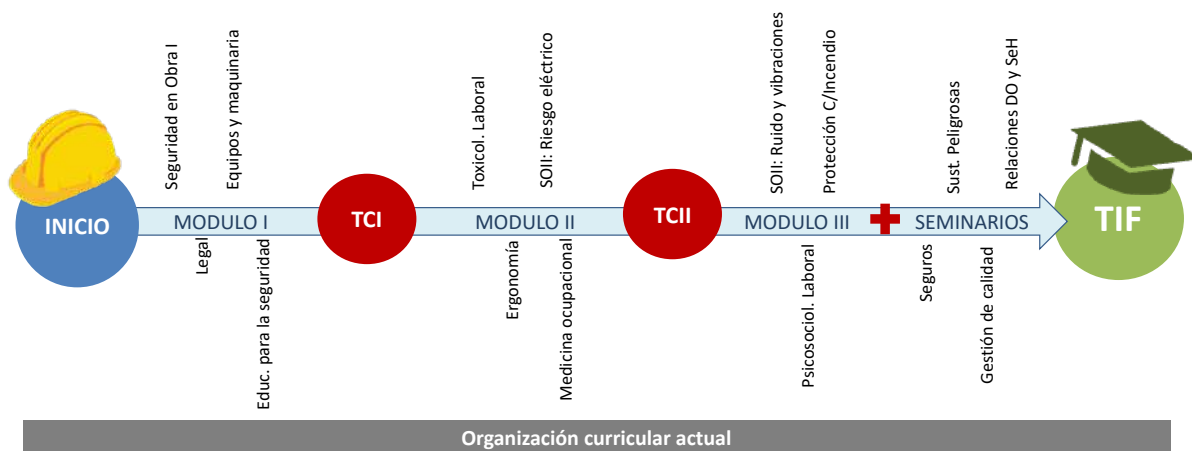 Seguridad en Obra I
Equipos y maquinaria
Toxicol. Laboral
SOII: Riesgo eléctrico
SOII: Ruido y vibraciones
Protección C/Incendio
Sust. Peligrosas
Relaciones DO y SeH
INICIO
MODULO I
TCI
MODULO II
TCII
MODULO III
SEMINARIOS
TIF
Legal
Educ. para la seguridad
Ergonomía
Medicina ocupacional
Psicosociol. Laboral
Seguros
Gestión de calidad
Organización curricular actual